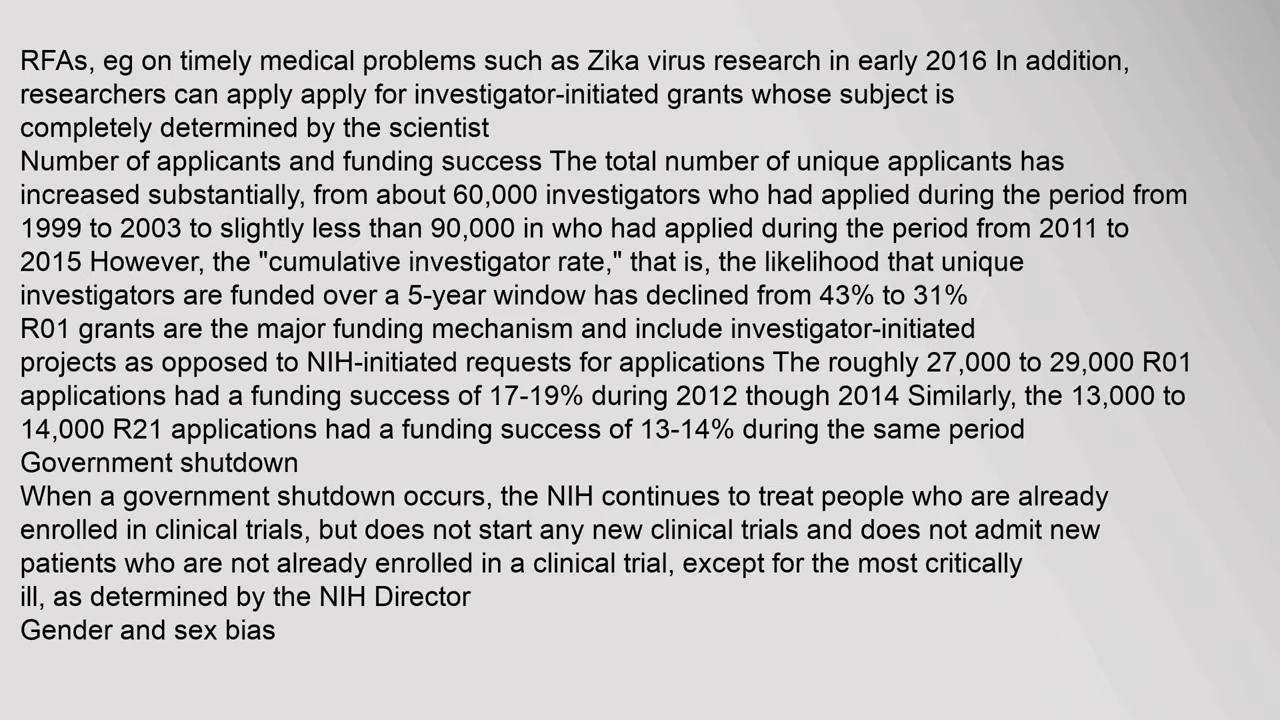 RFAs, eg on timely medical problems such as Zika virus research in early 2016 In addition,
researchers can apply apply for investigator-initiated grants whose subject is
completely determined by the scientist
Number of applicants and funding success The total number of unique applicants has
increased substantially, from about 60,000 investigators who had applied during the period from
1999 to 2003 to slightly less than 90,000 in who had applied during the period from 2011 to
2015 However, the "cumulative investigator rate," that is, the likelihood that unique
investigators are funded over a 5-year window has declined from 43% to 31%
R01 grants are the major funding mechanism and include investigator-initiated
projects as opposed to NIH-initiated requests for applications The roughly 27,000 to 29,000 R01
applications had a funding success of 17-19% during 2012 though 2014 Similarly, the 13,000 to
14,000 R21 applications had a funding success of 13-14% during the same period
Government shutdown
When a government shutdown occurs, the NIH continues to treat people who are already
enrolled in clinical trials, but does not start any new clinical trials and does not admit new
patients who are not already enrolled in a clinical trial, except for the most critically
ill, as determined by the NIH Director
Gender and sex bias